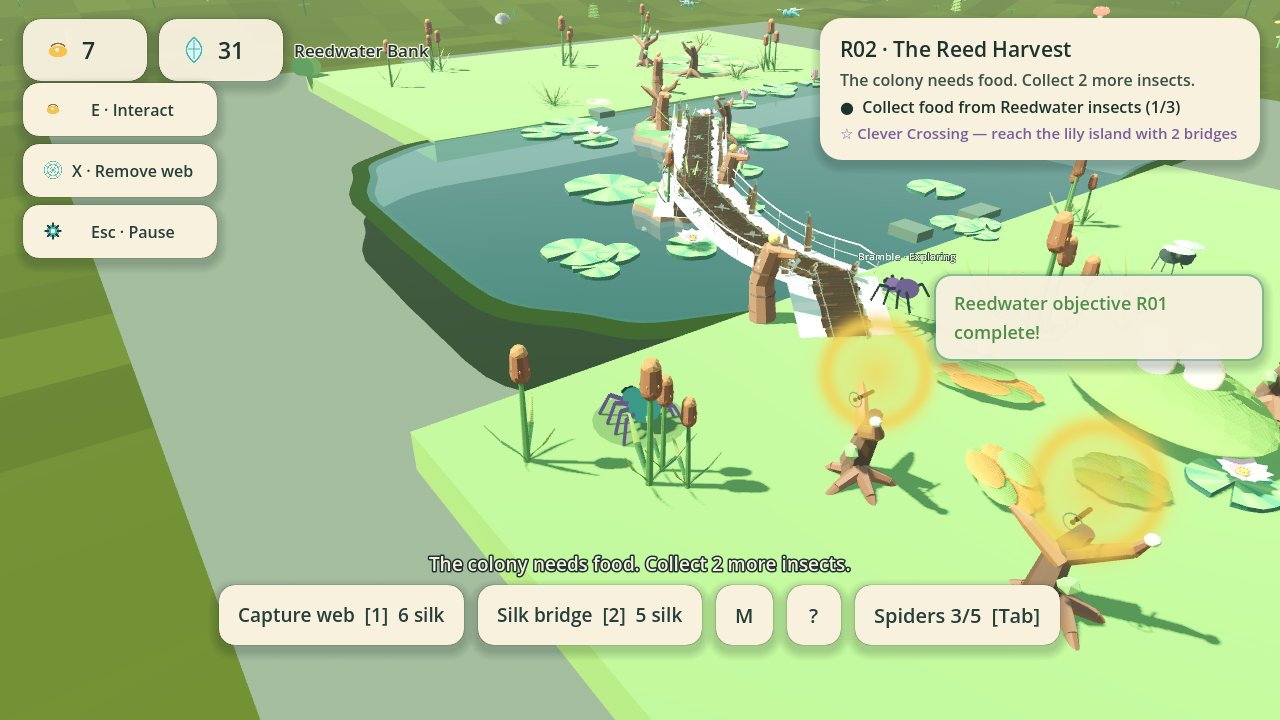 7
31
Reedwater Bank
E · Interact
X · Remove web
Esc · Pause
R02 · The Reed Harvest
The colony needs food. Collect 2 more insects.
● Collect food from Reedwater insects (1/3)
☆ Clever Crossing — reach the lily island with 2 bridges
Bramble · Exploring
Reedwater objective R01
complete!
The colony needs food. Collect 2 more insects.
Capture web [1] 6 silk
Silk bridge [2] 5 silk
M
?
Spiders 3/5 [Tab]